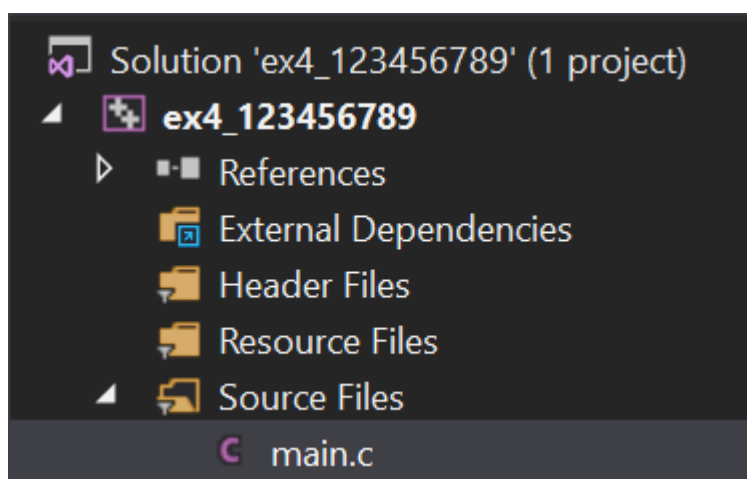 Solution 'ex4_123456789' (1 project)
ex4_123456789
References
External Dependencies
Header Files
Resource Files
Source Files
C main.c